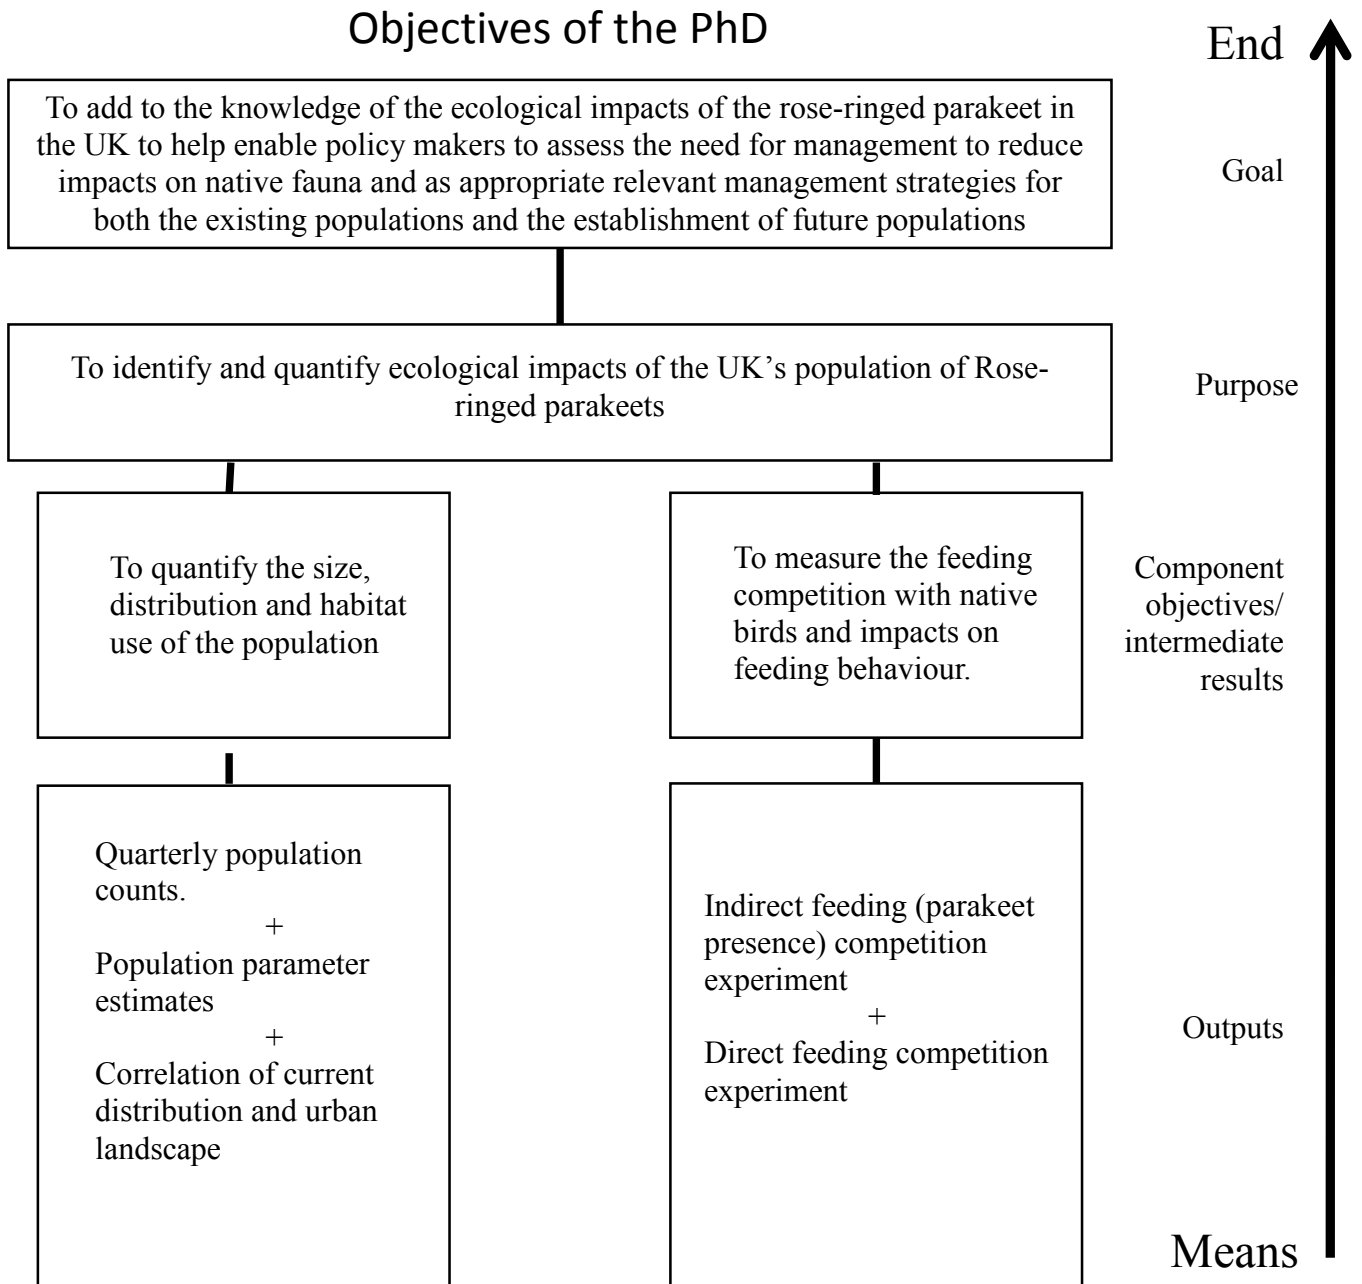 Objectives of the PhD
End
To add to the knowledge of the ecological impacts of the rose-ringed parakeet in
the UK to help enable policy makers to assess the need for management to reduce
impacts on native fauna and as appropriate relevant management strategies for
both the existing populations and the establishment of future populations
Goal
To identify and quantify ecological impacts of the UK’s population of Rose-
ringed parakeets
Purpose
To quantify the size,
distribution and habitat
use of the population
To measure the feeding
competition with native
birds and impacts on
feeding behaviour.
Component
objectives/
intermediate
results
Quarterly population
counts.
+
Population parameter
estimates
+
Correlation of current
distribution and urban
landscape
Indirect feeding (parakeet
presence) competition
experiment
+
Direct feeding competition
experiment
Outputs
Means